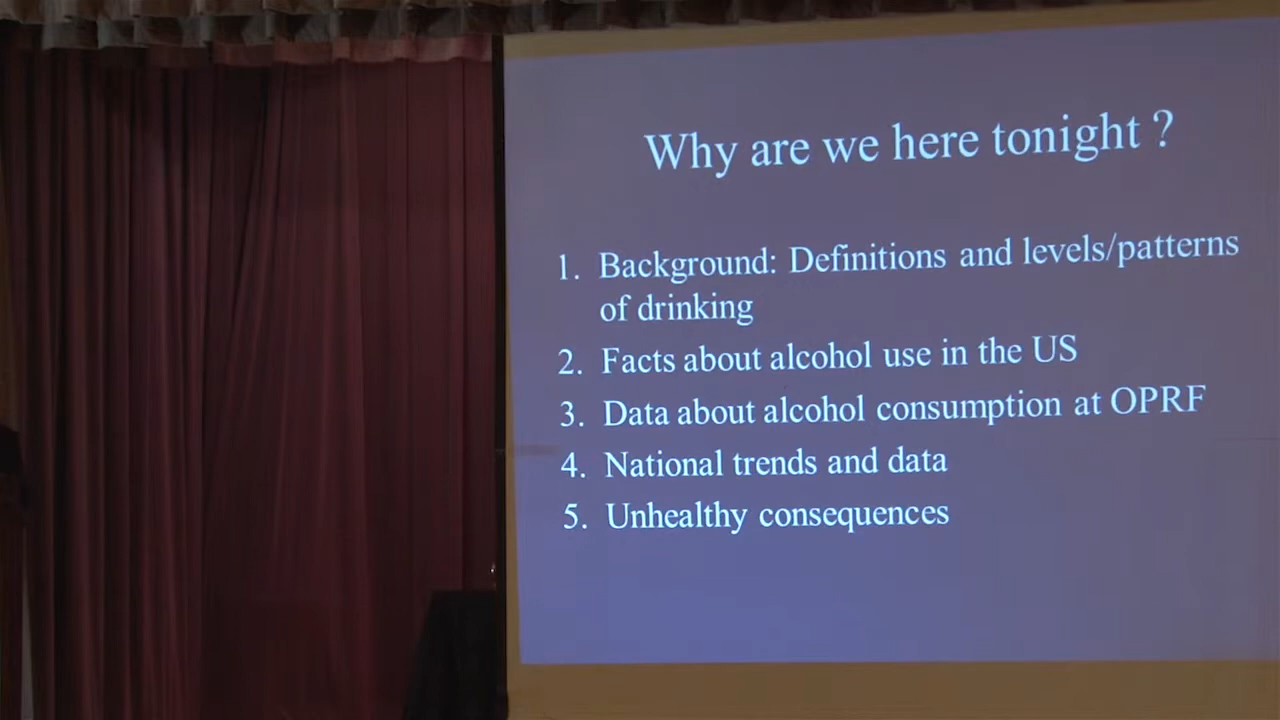 Why are we here tonight ?
1. Background: Definitions and levels/patterns
of drinking
2. Facts about alcohol use in the US
3. Data about alcohol consumption at OPRF
4. National trends and data
5. Unhealthy consequences